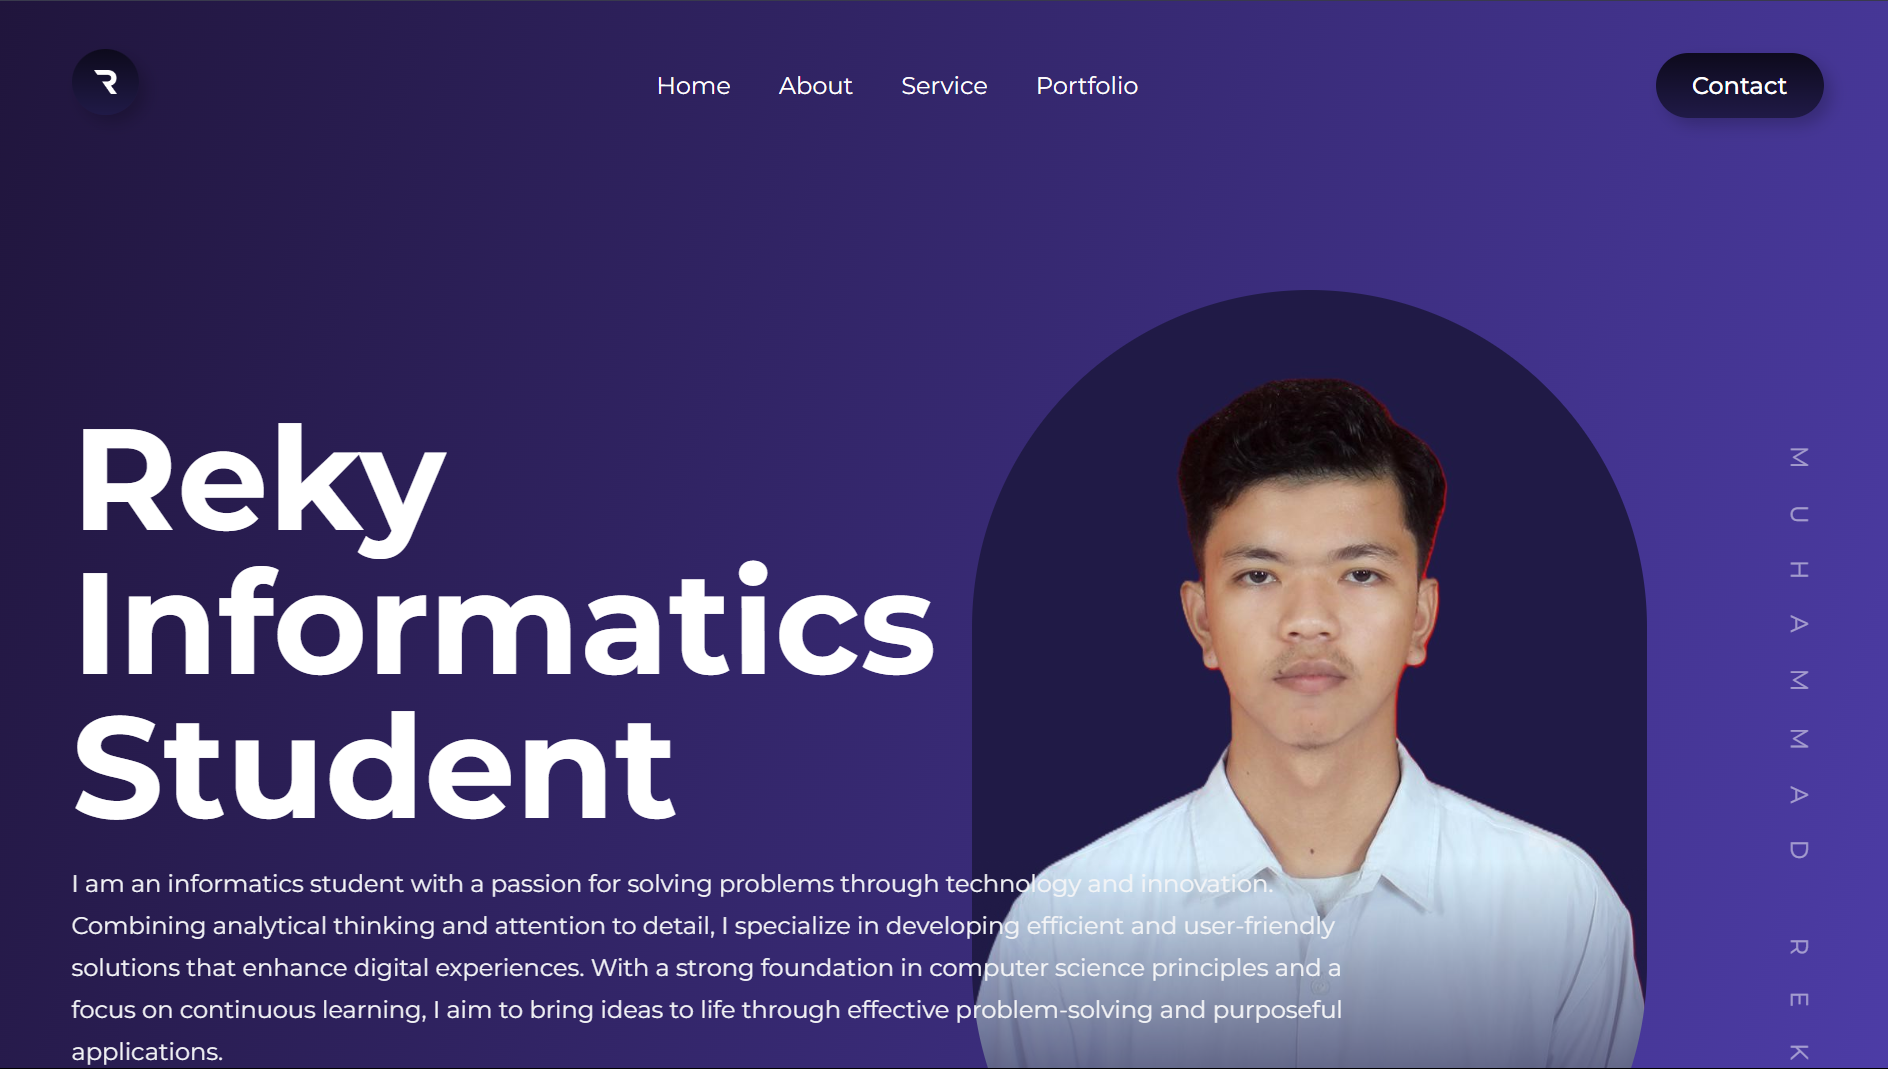 R
Home About Service Portfolio
Contact
Reky
Informatics
Student
I am an informatics student with a passion for solving problems through technology and innovation.
Combining analytical thinking and attention to detail, I specialize in developing efficient and user-friendly
solutions that enhance digital experiences. With a strong foundation in computer science principles and a
focus on continuous learning, I aim to bring ideas to life through effective problem-solving and purposeful
applications.
MUHAMMAD REK